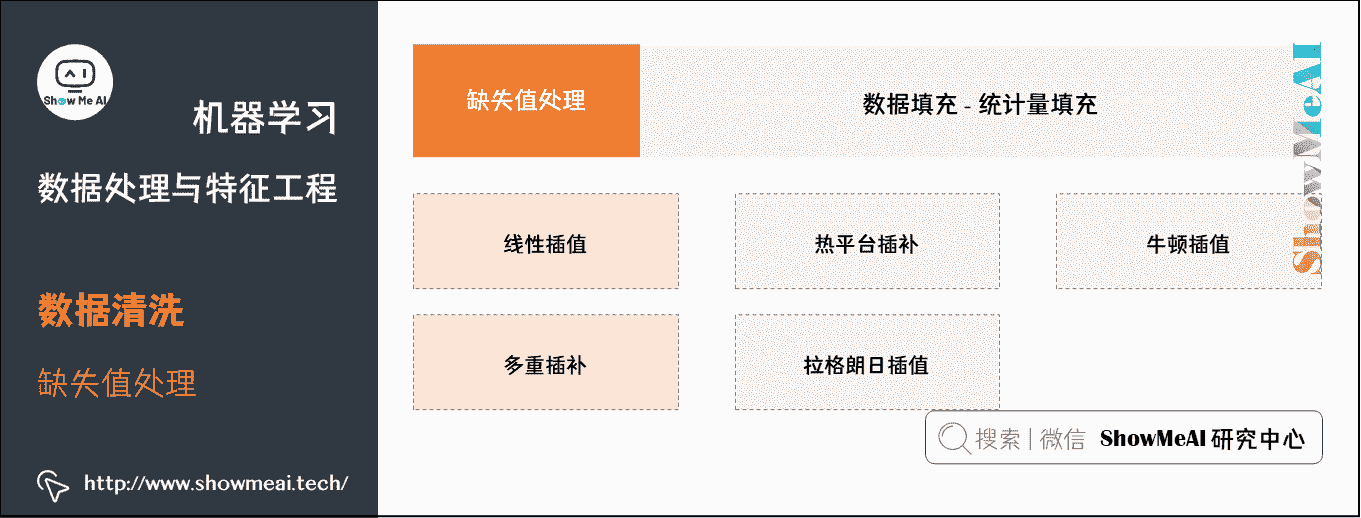 Show Me AI
机器学习
数据处理与特征工程
数据清洗
缺失值处理
http://www.showmeai.tech/
缺失值处理
数据填充 - 统计量填充
线性插值
热平台插补
牛顿插值
多重插补
拉格朗日插值
ShowMeAI
搜索 | 微信 ShowMeAI 研究中心